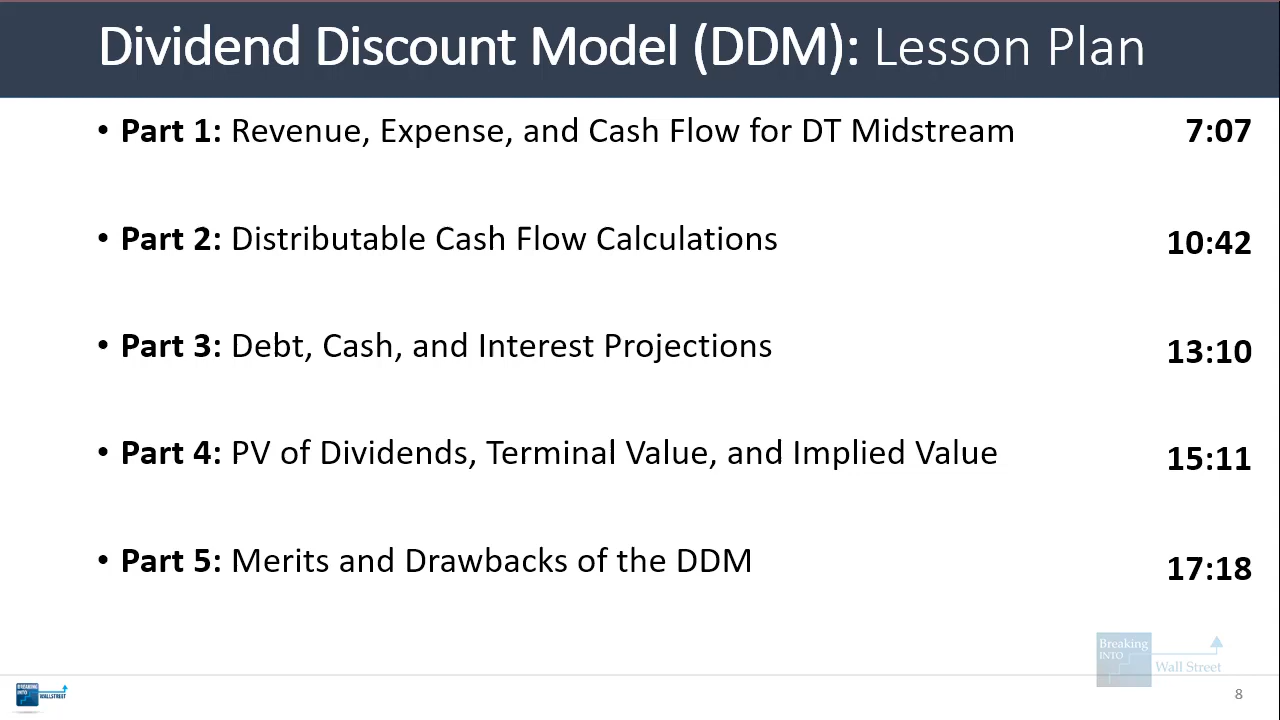 Dividend Discount Model (DDM): Lesson Plan
• Part 1: Revenue, Expense, and Cash Flow for DT Midstream 7:07
• Part 2: Distributable Cash Flow Calculations 10:42
• Part 3: Debt, Cash, and Interest Projections 13:10
• Part 4: PV of Dividends, Terminal Value, and Implied Value 15:11
• Part 5: Merits and Drawbacks of the DDM 17:18
Breaking
INTO
Wall Street
BREAKING
INTO
WALLSTREET
8